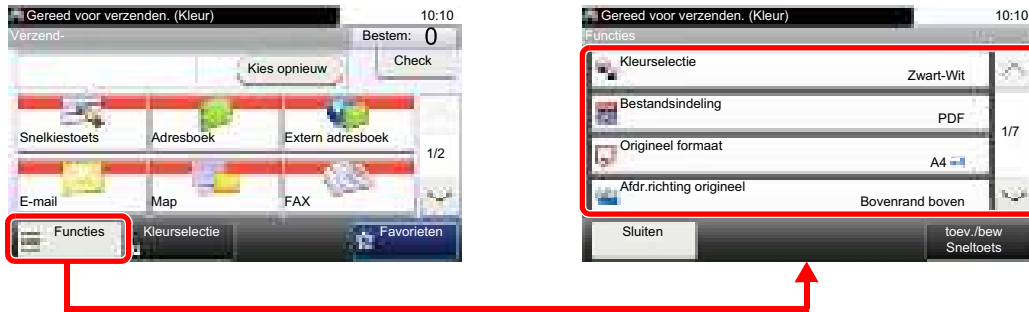 Gereed voor verzenden. (Kleur) 10:10
Verzend- Bestem: 0
Kies opnieuw Check
Snelkiestoets Adresboek Extern adresboek
1/2
E-mail Map FAX
Functies Kleurselectie Favorieten
Gereed voor verzenden. (Kleur) 10:10
Functies
Kleurselectie
Zwart-Wit
Bestandsindeling
PDF
1/7
Origineel formaat
A4
Afdr.richting origineel
Bovenrand boven
Sluiten toev./bew
Sneltoets